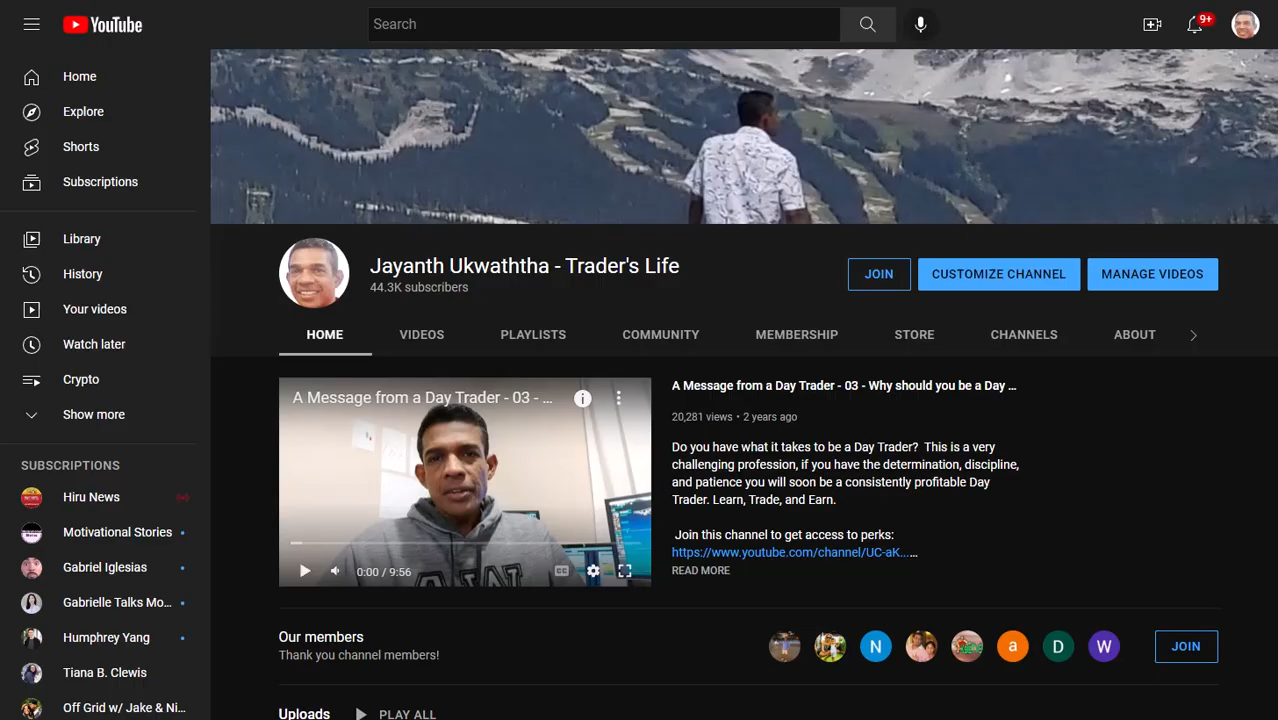 YouTube
Search
9+
Home
Explore
Shorts
Subscriptions
Library
History
Your videos
Watch later
Crypto
Show more
SUBSCRIPTIONS
Hiru News
Motivational Stories
Gabriel Iglesias
Gabrielle Talks Mo...
Humphrey Yang
Tiana B. Clewis
Off Grid w/ Jake & Ni...
Jayanth Ukwaththa - Trader's Life
44.3K subscribers
JOIN
CUSTOMIZE CHANNEL
MANAGE VIDEOS
HOME
VIDEOS
PLAYLISTS
COMMUNITY
MEMBERSHIP
STORE
CHANNELS
ABOUT
A Message from a Day Trader - 03 - ...
0:00 / 9:56
A Message from a Day Trader - 03 - Why should you be a Day ...
20,281 views • 2 years ago
Do you have what it takes to be a Day Trader? This is a very
challenging profession, if you have the determination, discipline,
and patience you will soon be a consistently profitable Day
Trader. Learn, Trade, and Earn.
Join this channel to get access to perks:
https://www.youtube.com/channel/UC-aK...…
READ MORE
Our members
Thank you channel members!
N
a
D
W
JOIN
Uploads
PLAY ALL